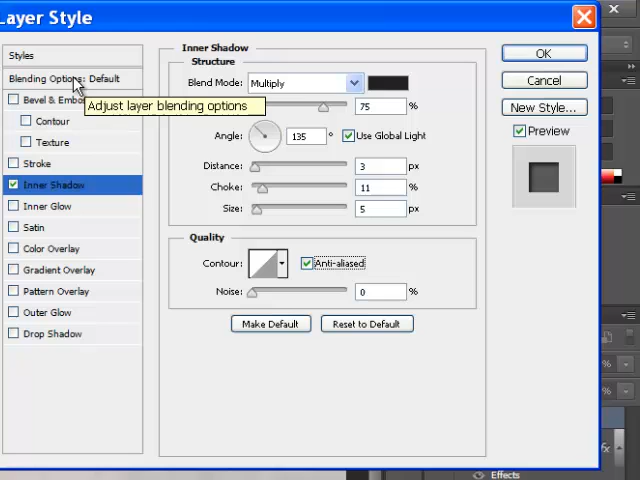 Layer Style
Styles
Blending Options: Default
Adjust layer blending options
Bevel & Embos
Contour
Texture
Stroke
Inner Shadow
Inner Glow
Satin
Color Overlay
Gradient Overlay
Pattern Overlay
Outer Glow
Drop Shadow
Inner Shadow
Structure
Blend Mode: Multiply
75 %
Angle: 135 ° Use Global Light
Distance: 3 px
Choke: 11 %
Size: 5 px
Quality
Contour: Anti-aliased
Noise: 0 %
Make Default Reset to Default
OK
Cancel
New Style...
Preview
%
%
fx
Effects